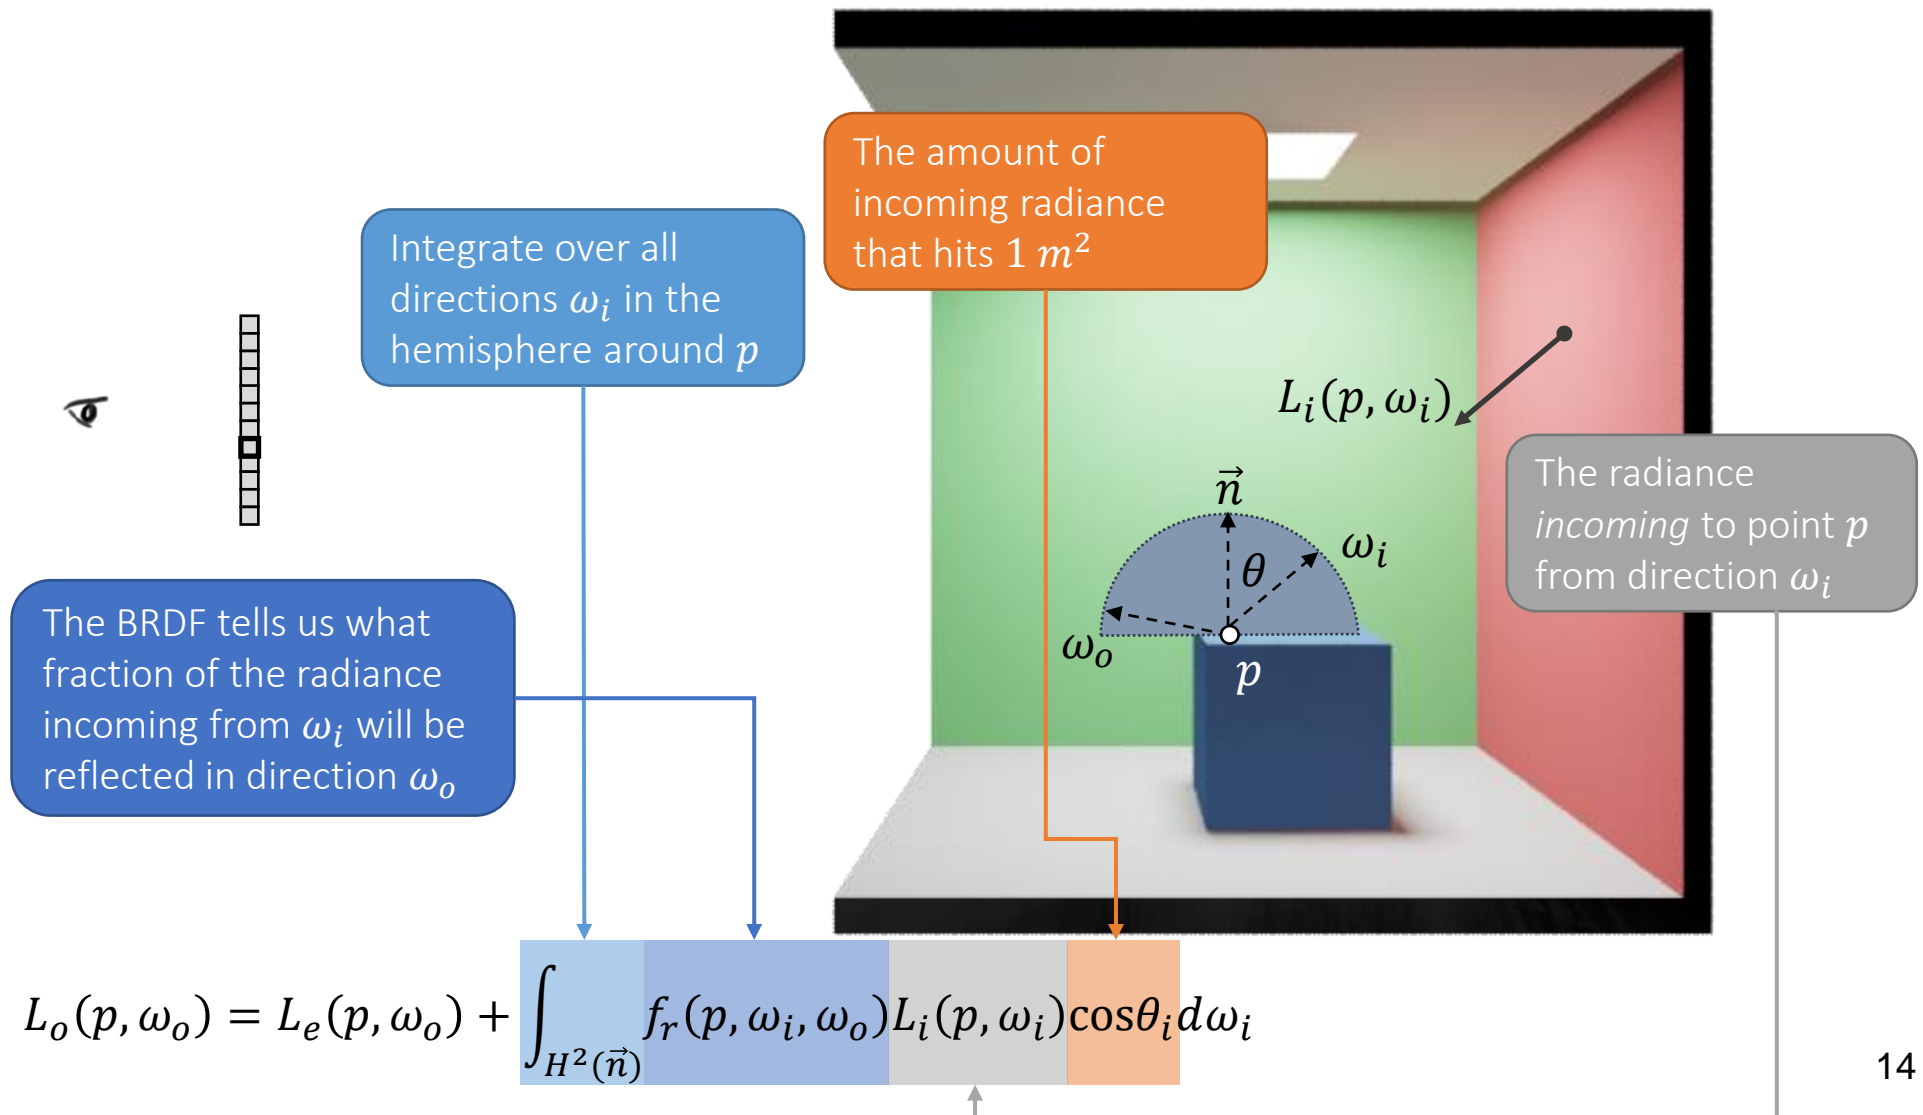 The amount of
incoming radiance
that hits 1 m²
Integrate over all
directions ωᵢ in the
hemisphere around p
Lᵢ(p, ωᵢ)
The radiance
incoming to point p
from direction ωᵢ
n⃗
ωᵢ
θ
ωₒ
p
The BRDF tells us what
fraction of the radiance
incoming from ωᵢ will be
reflected in direction ωₒ
Lₒ(p, ωₒ) = Lₑ(p, ωₒ) + ∫_{H²(n⃗)} fᵣ(p, ωᵢ, ωₒ)Lᵢ(p, ωᵢ)cosθᵢdωᵢ
14